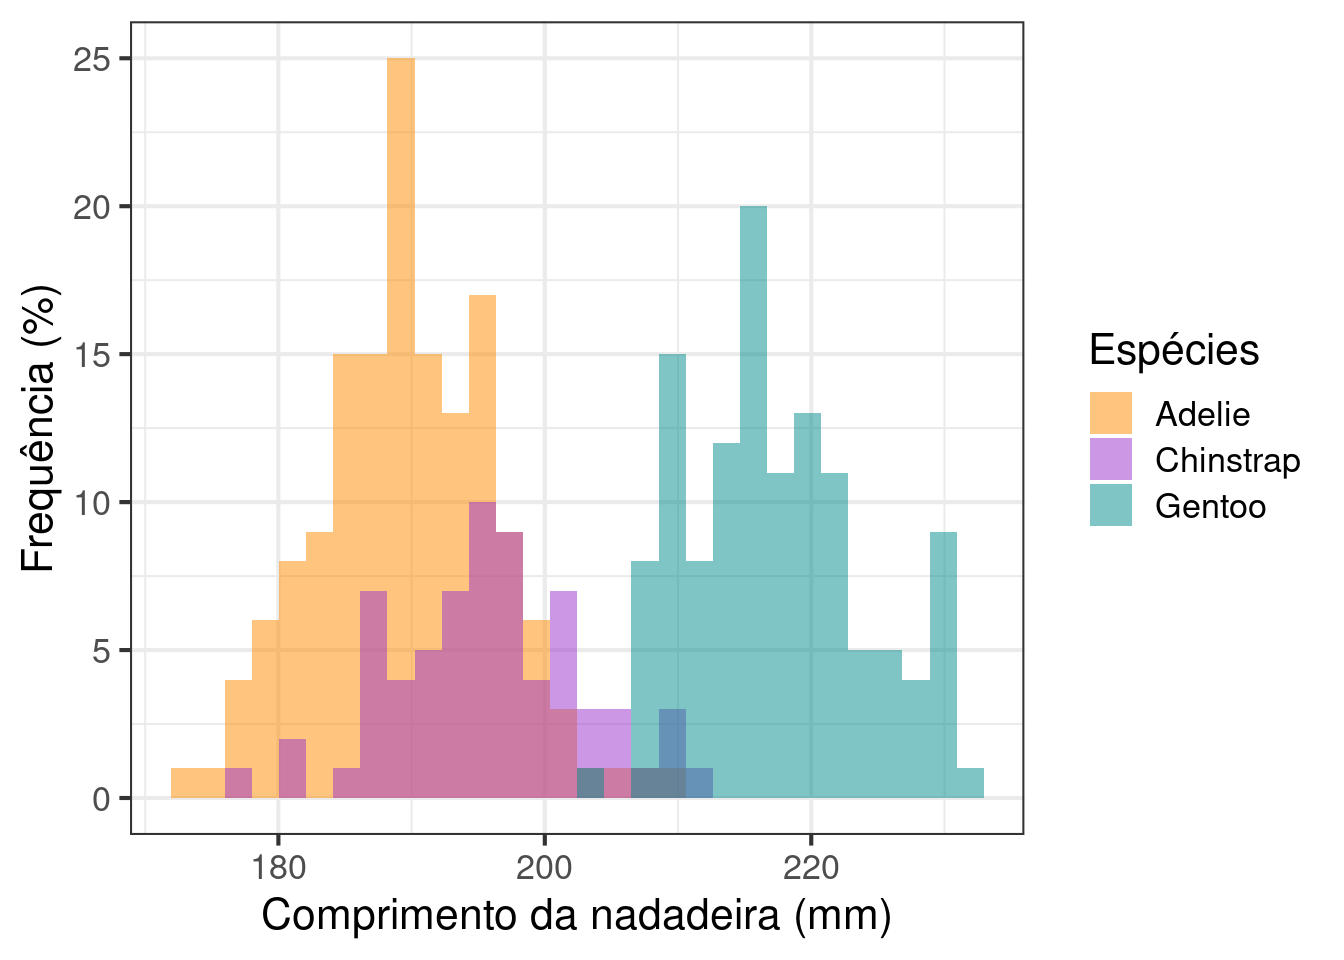 25
20
15
10
5
0
Frequência (%)
180
200
220
Comprimento da nadadeira (mm)
Espécies
Adelie
Chinstrap
Gentoo